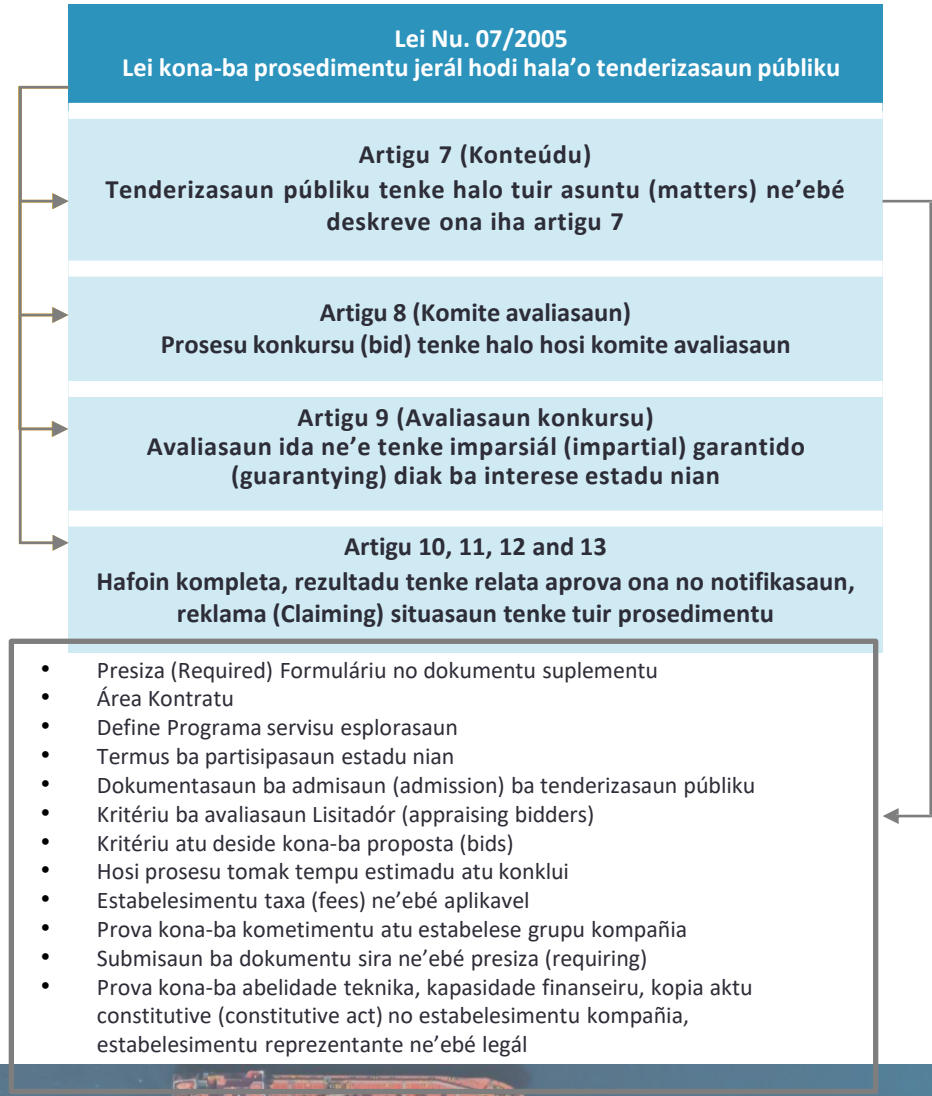 Lei Nu. 07/2005
Lei kona-ba prosedimentu jerál hodi hala’o tenderizasaun públiku
Artigu 7 (Konteúdu)
Tenderizasaun públiku tenke halo tuir asuntu (matters) ne’ebé
deskreve ona iha artigu 7
Artigu 8 (Komite avaliasaun)
Prosesu konkursu (bid) tenke halo hosi komite avaliasaun
Artigu 9 (Avaliasaun konkursu)
Avaliasaun ida ne’e tenke imparsiál (impartial) garantido
(guarantying) diak ba interese estadu nian
Artigu 10, 11, 12 and 13
Hafoin kompleta, rezultadu tenke relata aprova ona no notifikasaun,
reklama (Claiming) situasaun tenke tuir prosedimentu
• Presiza (Required) Formuláriu no dokumentu suplementu
• Área Kontratu
• Define Programa servisu esplorasaun
• Termus ba partisipasaun estadu nian
• Dokumentasaun ba admisaun (admission) ba tenderizasaun públiku
• Kritériu ba avaliasaun Lisitadór (appraising bidders)
• Kritériu atu deside kona-ba proposta (bids)
• Hosi prosesu tomak tempu estimadu atu konklui
• Estabelesimentu taxa (fees) ne’ebé aplikavel
• Prova kona-ba kometimentu atu estabelese grupu kompañia
• Submisaun ba dokumentu sira ne’ebé presiza (requiring)
• Prova kona-ba abelidade teknika, kapasidade finanseiru, kopia aktu
constitutive (constitutive act) no estabelesimentu kompañia,
estabelesimentu reprezentante ne’ebé legál